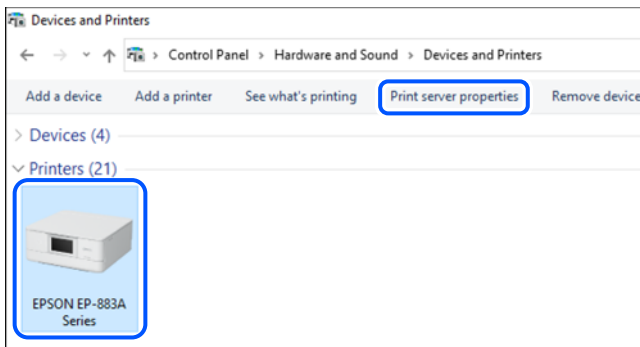 Devices and Printers
Control Panel > Hardware and Sound > Devices and Printers
Add a device Add a printer See what's printing Print server properties Remove device
Devices (4)
Printers (21)
EPSON EP-883A
Series